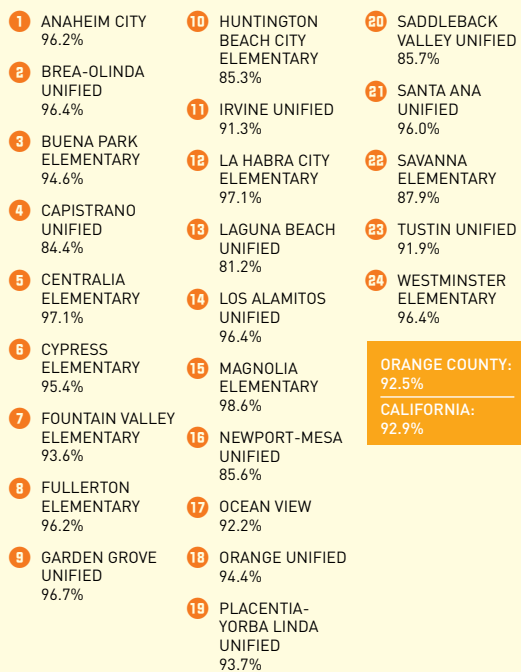 1 ANAHEIM CITY
96.2%
2 BREA-OLINDA
UNIFIED
96.4%
3 BUENA PARK
ELEMENTARY
94.6%
4 CAPISTRANO
UNIFIED
84.4%
5 CENTRALIA
ELEMENTARY
97.1%
6 CYPRESS
ELEMENTARY
95.4%
7 FOUNTAIN VALLEY
ELEMENTARY
93.6%
8 FULLERTON
ELEMENTARY
96.2%
9 GARDEN GROVE
UNIFIED
96.7%
10 HUNTINGTON
BEACH CITY
ELEMENTARY
85.3%
11 IRVINE UNIFIED
91.3%
12 LA HABRA CITY
ELEMENTARY
97.1%
13 LAGUNA BEACH
UNIFIED
81.2%
14 LOS ALAMITOS
UNIFIED
96.4%
15 MAGNOLIA
ELEMENTARY
98.6%
16 NEWPORT-MESA
UNIFIED
85.6%
17 OCEAN VIEW
92.2%
18 ORANGE UNIFIED
94.4%
19 PLACENTIA-
YORBA LINDA
UNIFIED
93.7%
20 SADDLEBACK
VALLEY UNIFIED
85.7%
21 SANTA ANA
UNIFIED
96.0%
22 SAVANNA
ELEMENTARY
87.9%
23 TUSTIN UNIFIED
91.9%
24 WESTMINSTER
ELEMENTARY
96.4%
ORANGE COUNTY:
92.5%
CALIFORNIA:
92.9%